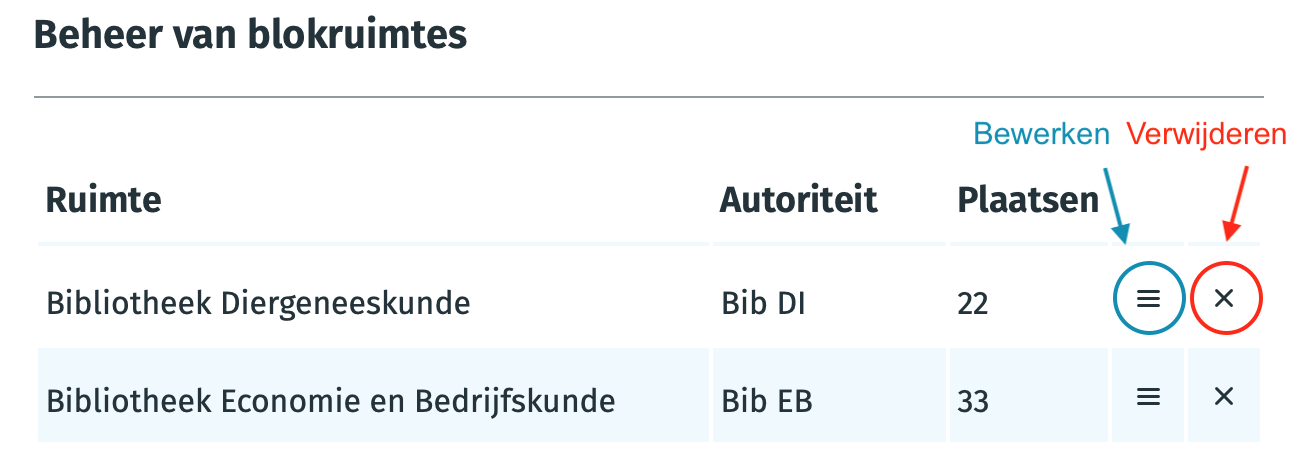 Beheer van blokruimtes
Bewerken Verwijderen
Ruimte Autoriteit Plaatsen
Bibliotheek Diergeneeskunde Bib DI 22
Bibliotheek Economie en Bedrijfskunde Bib EB 33